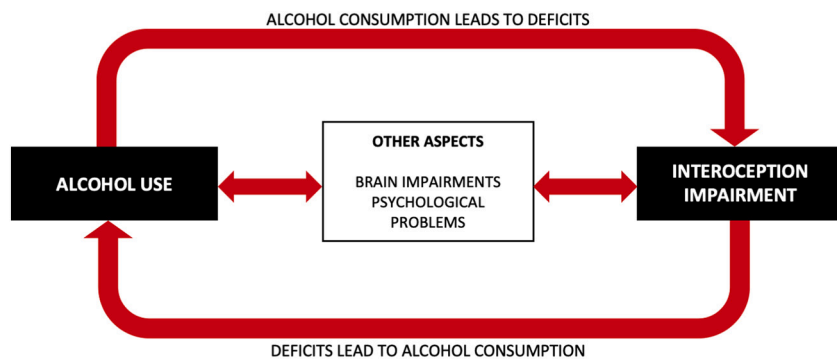 ALCOHOL CONSUMPTION LEADS TO DEFICITS
ALCOHOL USE
OTHER ASPECTS
BRAIN IMPAIRMENTS
PSYCHOLOGICAL
PROBLEMS
INTEROCEPTION
IMPAIRMENT
DEFICITS LEAD TO ALCOHOL CONSUMPTION